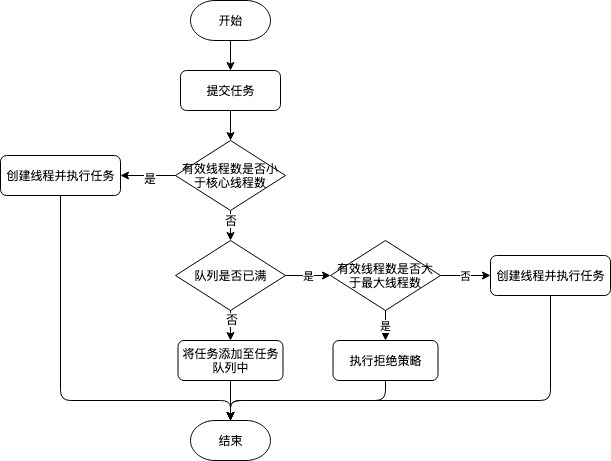 开始
提交任务
有效线程数是否小
于核心线程数
是
创建线程并执行任务
否
队列是否已满
是
有效线程数是否大
于最大线程数
否
创建线程并执行任务
否
是
将任务添加至任务
队列中
执行拒绝策略
结束